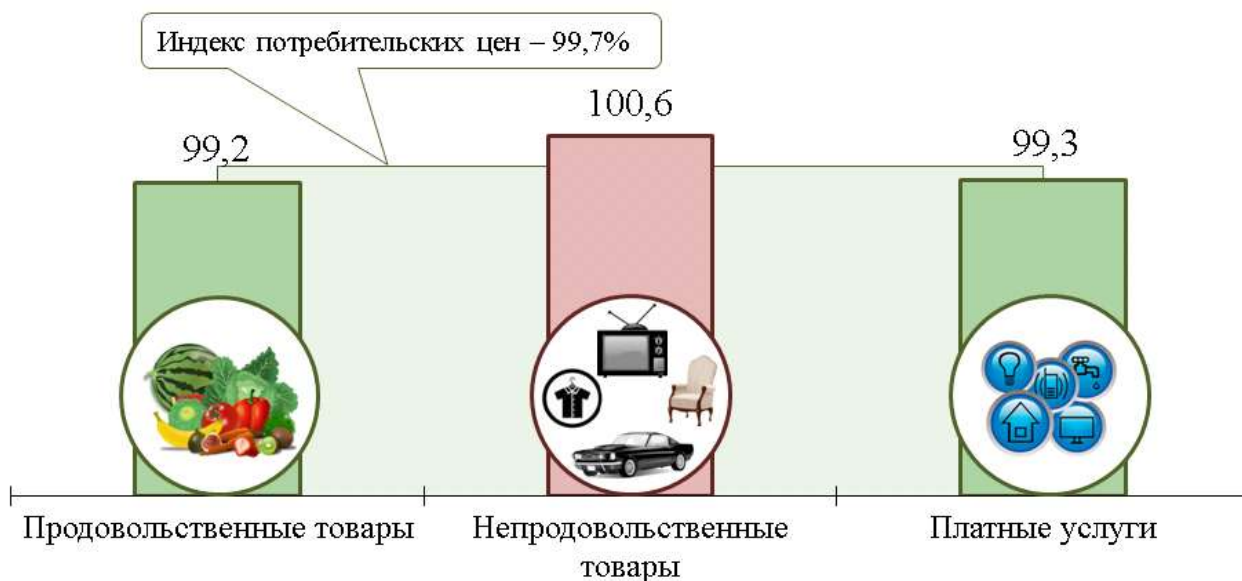 Индекс потребительских цен – 99,7%
100,6
99,2
99,3
Продовольственные товары
Непродовольственные
товары
Платные услуги